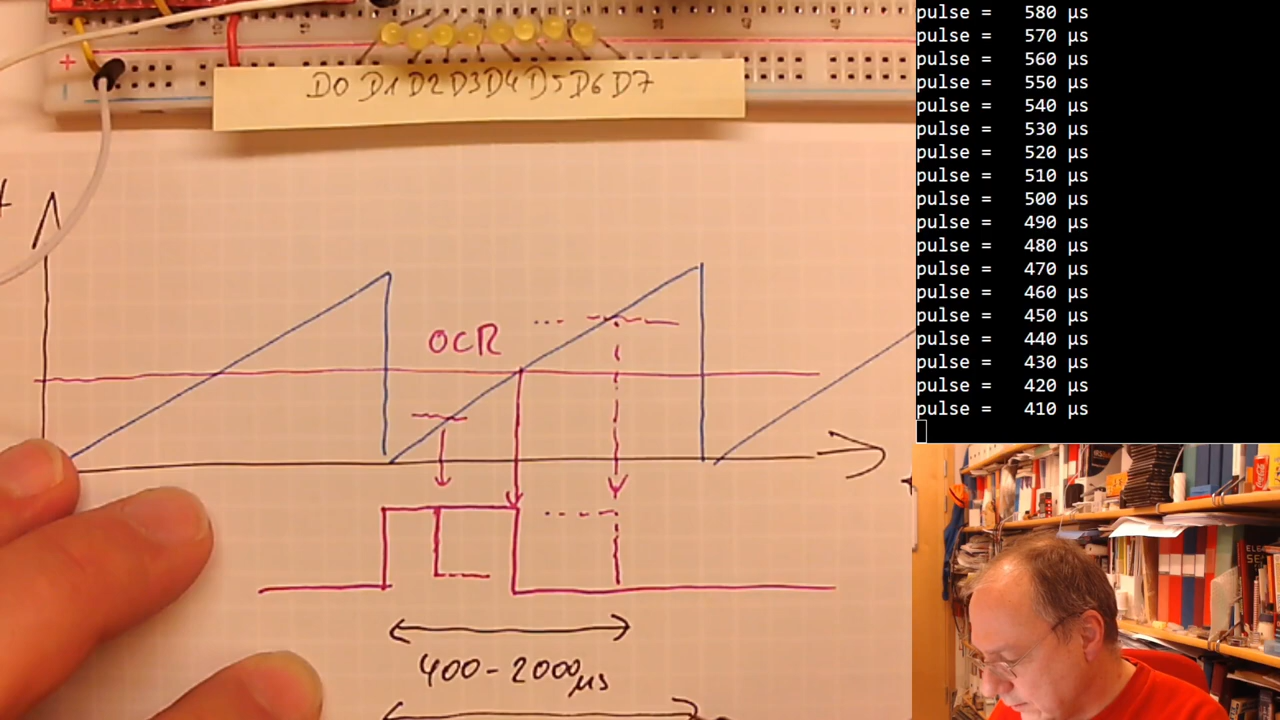 D0 D1 D2 D3 D4 D5 D6 D7
OCR
400 - 2000 µs
pulse = 580 µs
pulse = 570 µs
pulse = 560 µs
pulse = 550 µs
pulse = 540 µs
pulse = 530 µs
pulse = 520 µs
pulse = 510 µs
pulse = 500 µs
pulse = 490 µs
pulse = 480 µs
pulse = 470 µs
pulse = 460 µs
pulse = 450 µs
pulse = 440 µs
pulse = 430 µs
pulse = 420 µs
pulse = 410 µs